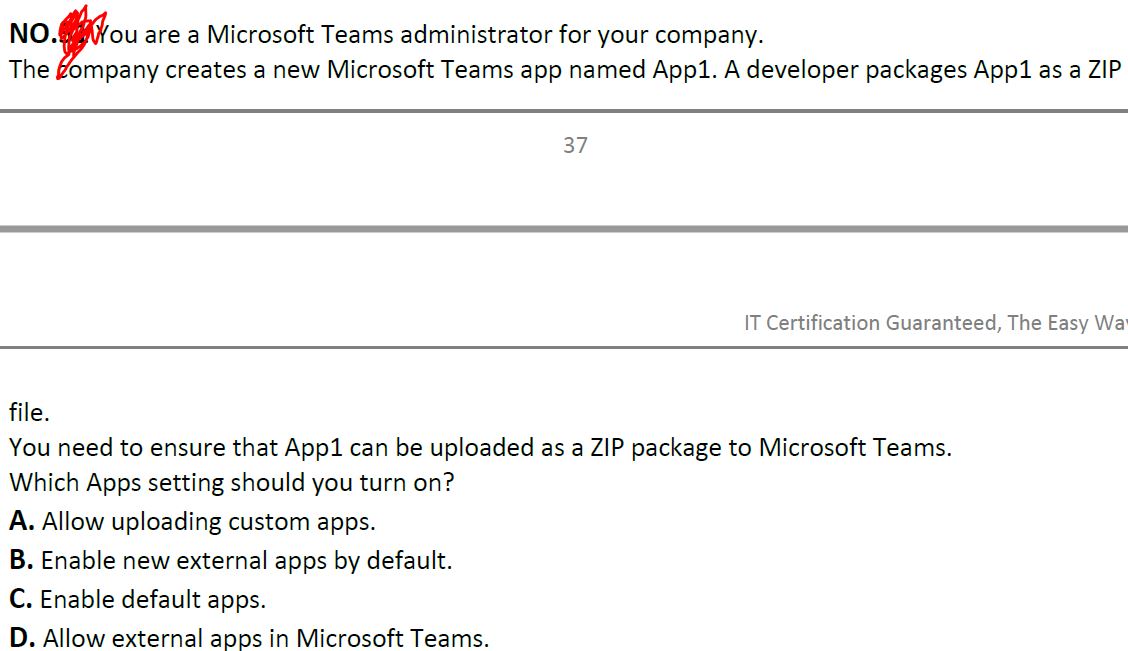 NO. You are a Microsoft Teams administrator for your company.
The company creates a new Microsoft Teams app named App1. A developer packages App1 as a ZIP
37
IT Certification Guaranteed, The Easy Way
file.
You need to ensure that App1 can be uploaded as a ZIP package to Microsoft Teams.
Which Apps setting should you turn on?
A. Allow uploading custom apps.
B. Enable new external apps by default.
C. Enable default apps.
D. Allow external apps in Microsoft Teams.